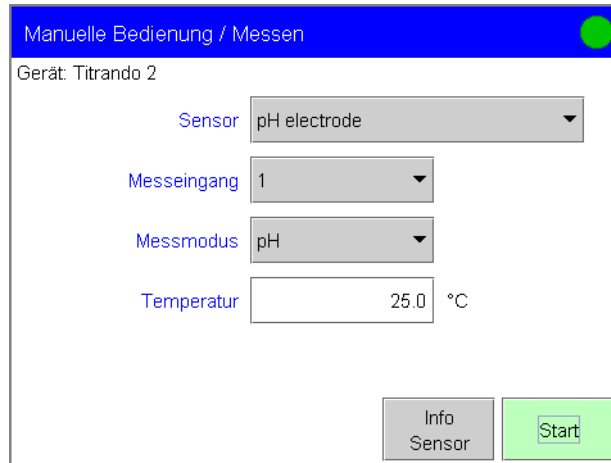 Manuelle Bedienung / Messen
Gerät: Titrando 2
Sensor pH electrode
Messeingang 1
Messmodus pH
Temperatur 25.0 °C
Info
Sensor
Start